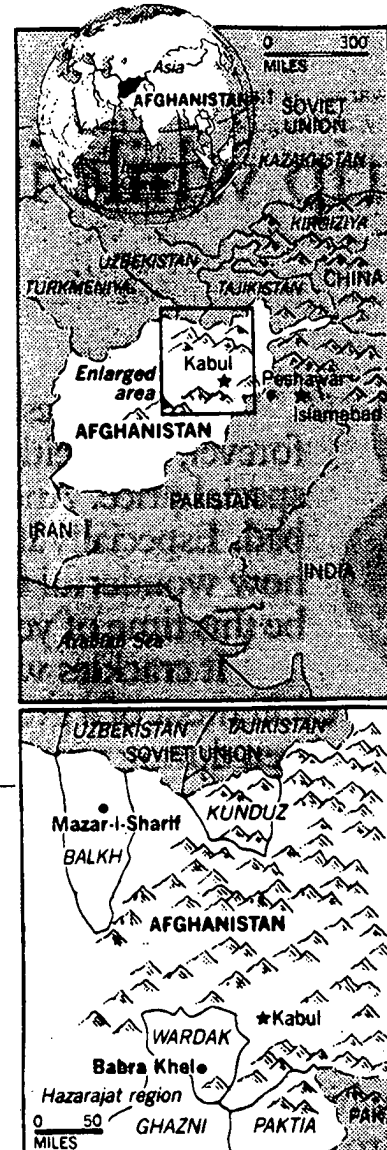 0 300
MILES
Asia
AFGHANISTAN
SOVIET
UNION
KAZAKHSTAN
KIRGIZIYA
UZBEKISTAN
CHINA
TURKMENIYA
TAJIKISTAN
Enlarged
area
Kabul
Peshawar
Islamabad
AFGHANISTAN
PAKISTAN
IRAN
INDIA
Arabian Sea
UZBEKISTAN
TAJIKISTAN
SOVIET UNION
KUNDUZ
Mazar-I-Sharif
BALKH
AFGHANISTAN
WARDAK
Kabul
Babra Khel
Hazarajat region
0 50
MILES
GHAZNI
PAKTIA
PAK